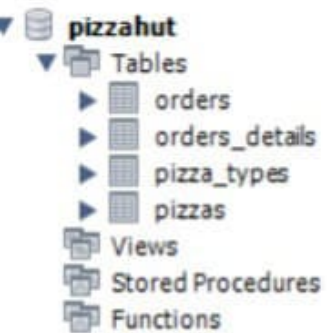 pizzahut
Tables
orders
orders_details
pizza_types
pizzas
Views
Stored Procedures
Functions